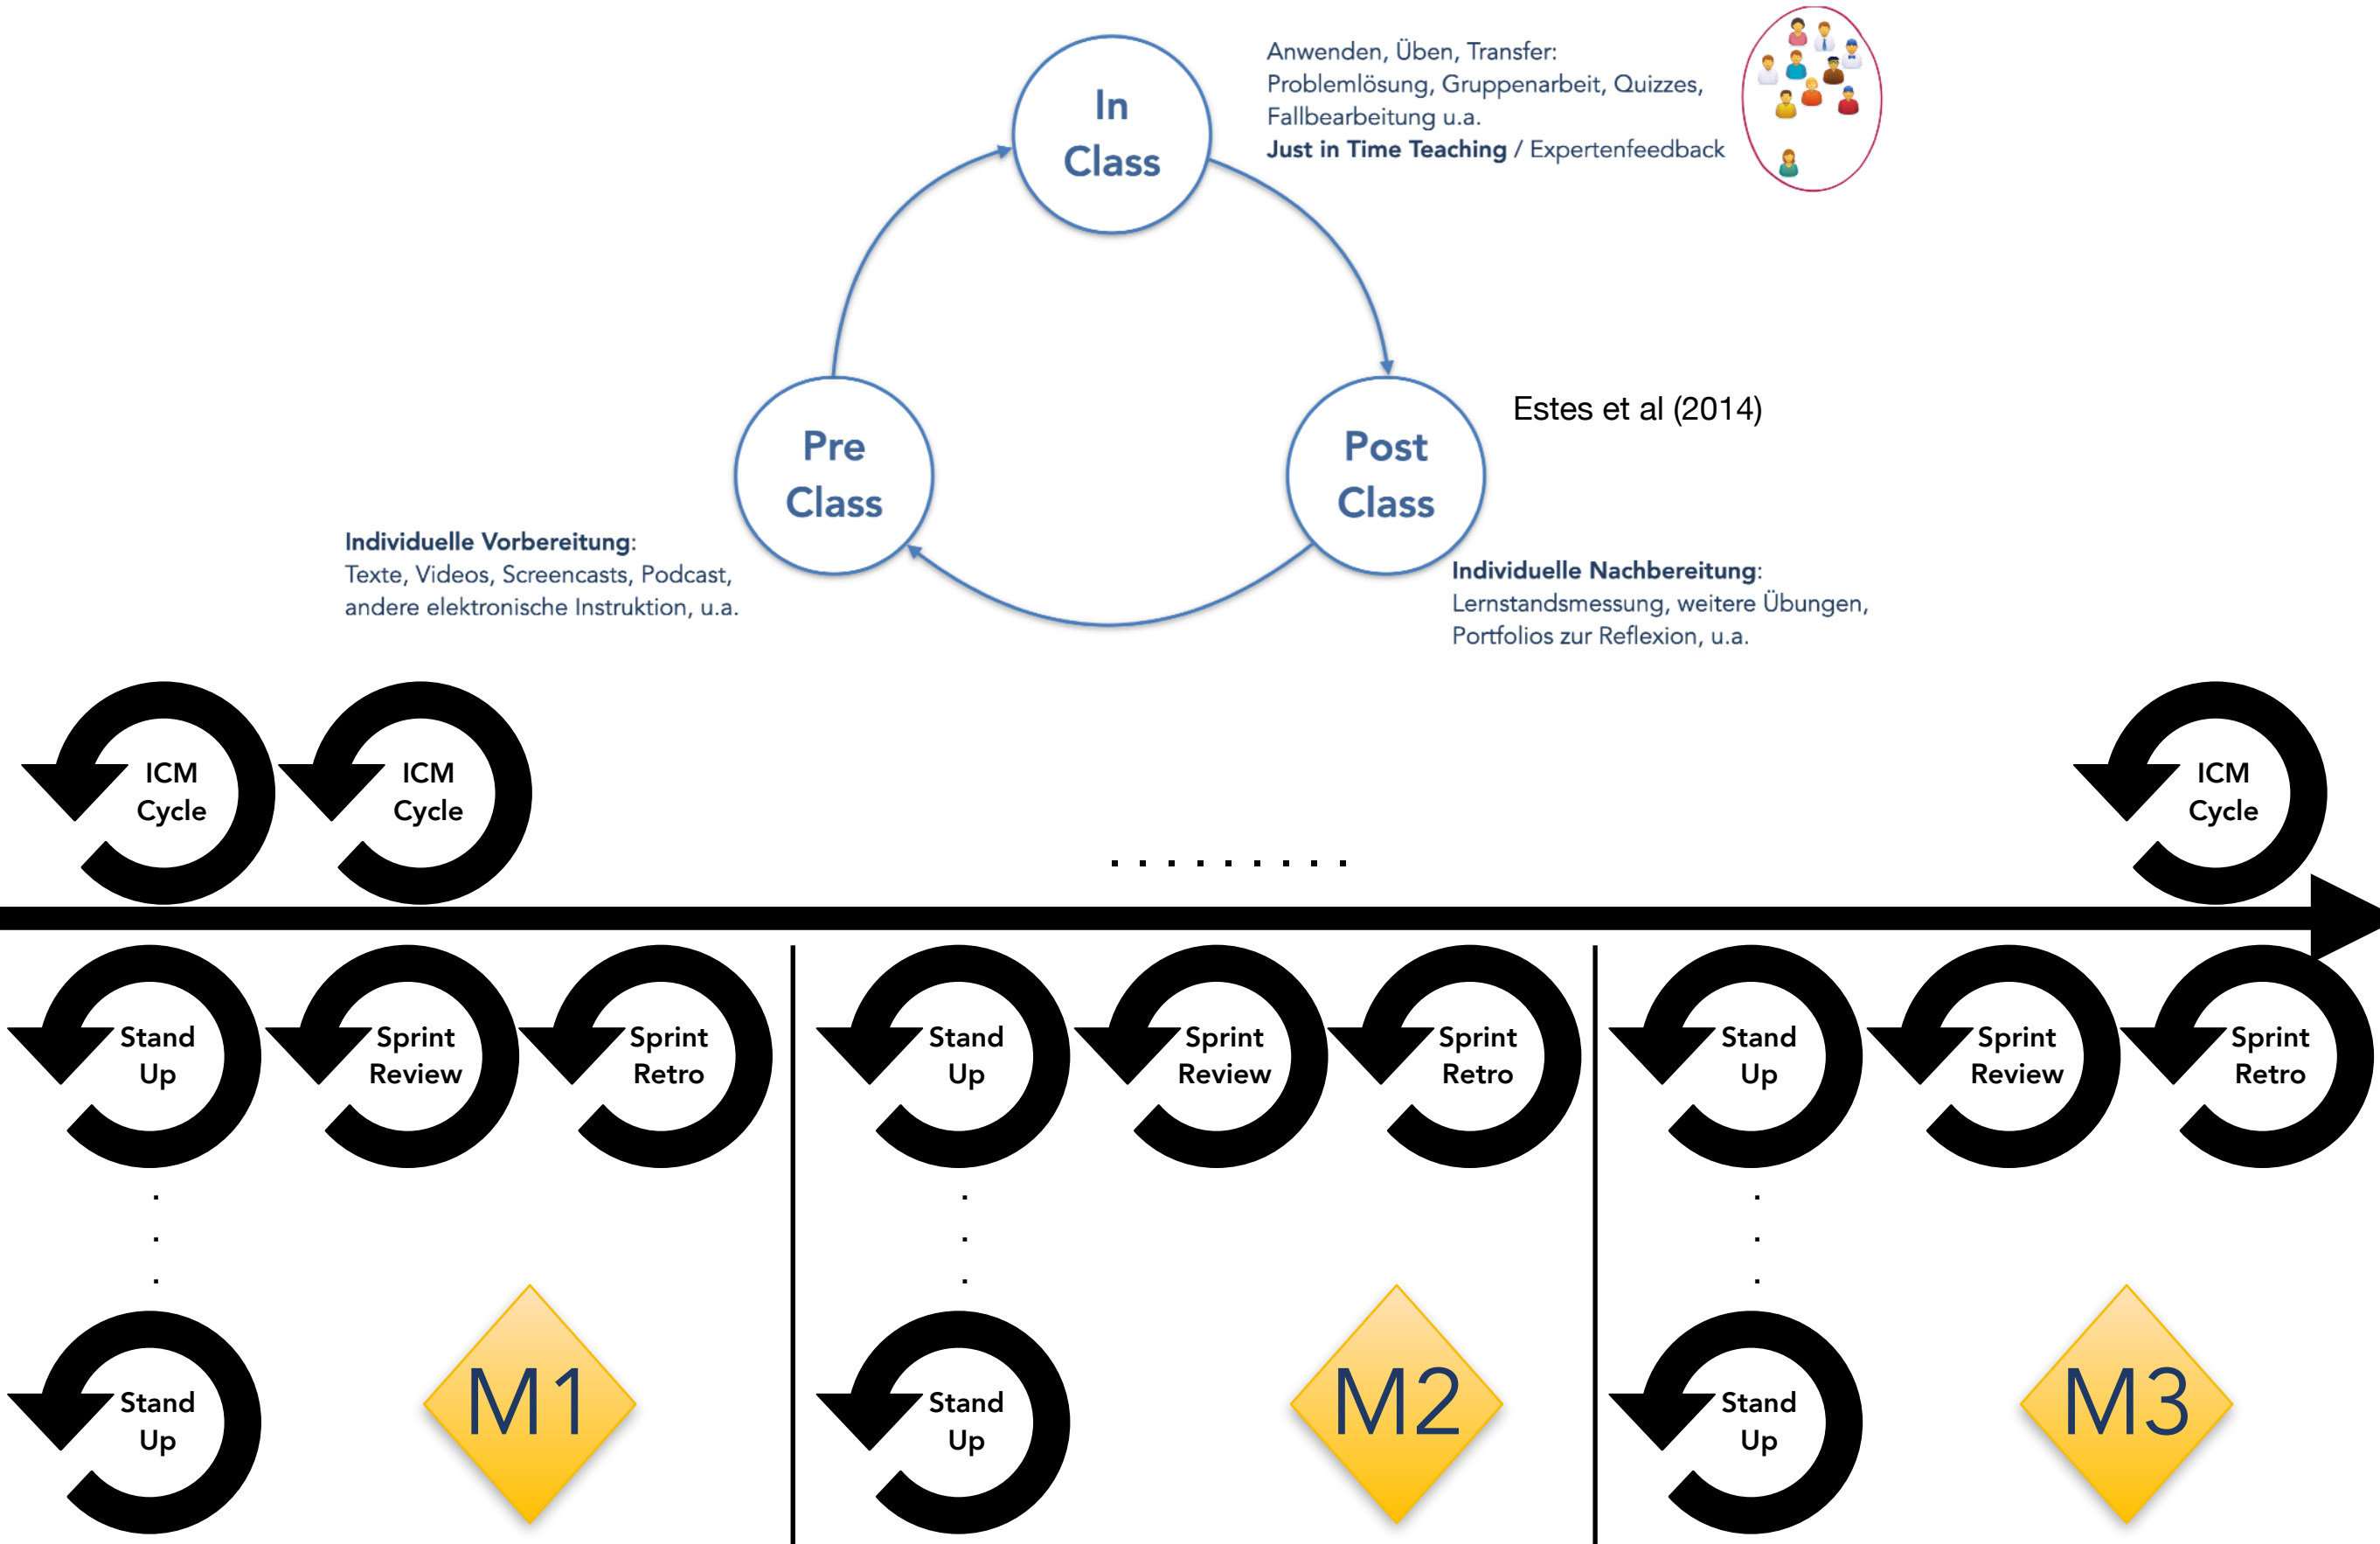 In
Class
Anwenden, Üben, Transfer:
Problemlösung, Gruppenarbeit, Quizzes,
Fallbearbeitung u.a.
Just in Time Teaching / Expertenfeedback
Estes et al (2014)
Pre
Class
Post
Class
Individuelle Vorbereitung:
Texte, Videos, Screencasts, Podcast,
andere elektronische Instruktion, u.a.
Individuelle Nachbereitung:
Lernstandsmessung, weitere Übungen,
Portfolios zur Reflexion, u.a.
ICM
Cycle
ICM
Cycle
.........
ICM
Cycle
Stand
Up
Sprint
Review
Sprint
Retro
Stand
Up
Sprint
Review
Sprint
Retro
Stand
Up
Sprint
Review
Sprint
Retro
Stand
Up
M1
Stand
Up
M2
Stand
Up
M3